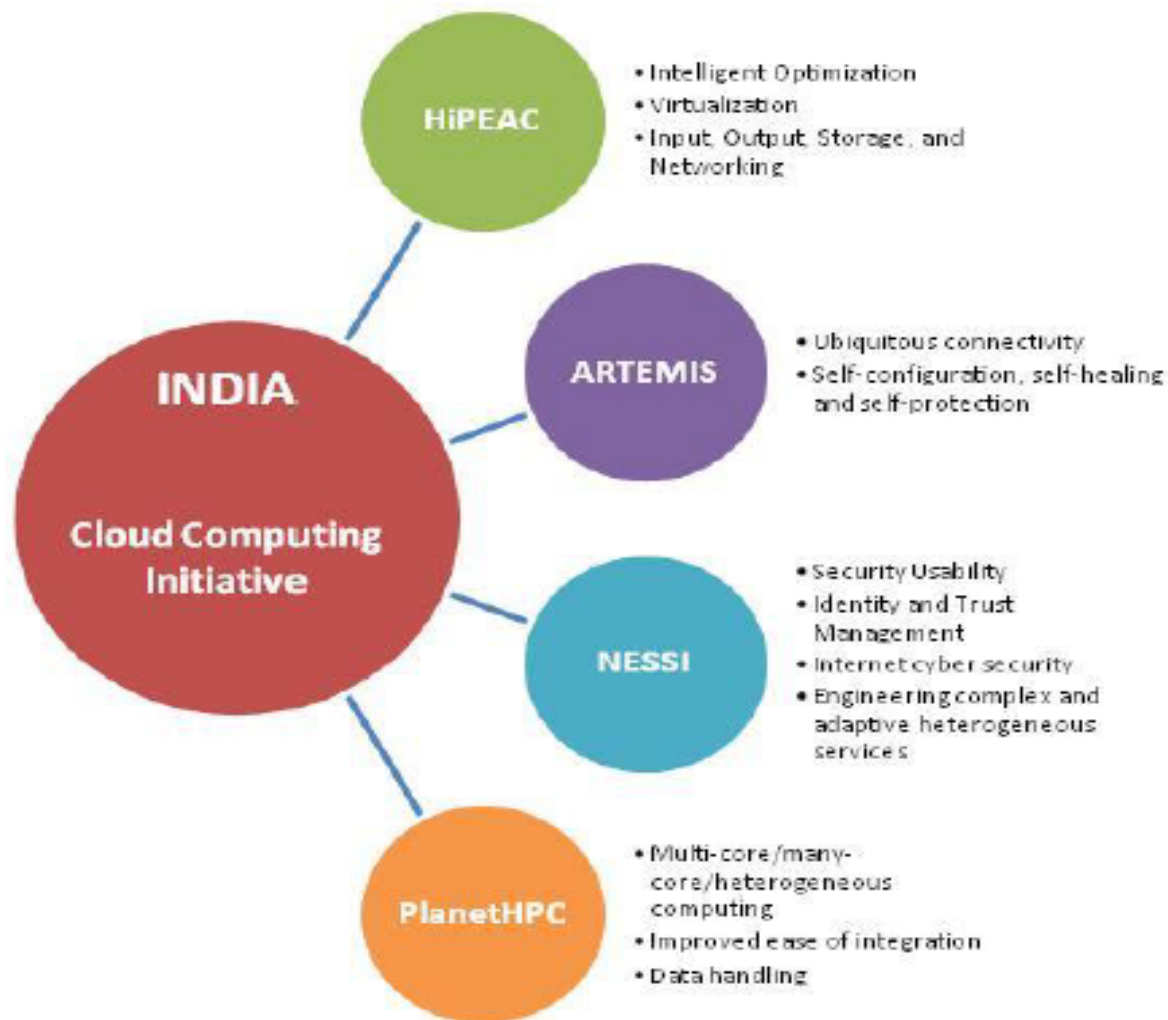 HiPEAC
• Intelligent Optimization
• Virtualization
• Input, Output, Storage, and
Networking
INDIA
Cloud Computing
Initiative
ARTEMIS
• Ubiquitous connectivity
• Self-configuration, self-healing
and self-protection
NESSI
• Security Usability
• Identity and Trust
Management
• Internet cyber security
• Engineering complex and
adaptive heterogeneous
services
PlanetHPC
• Multi-core/many-
core/heterogeneous
computing
• Improved ease of integration
• Data handling